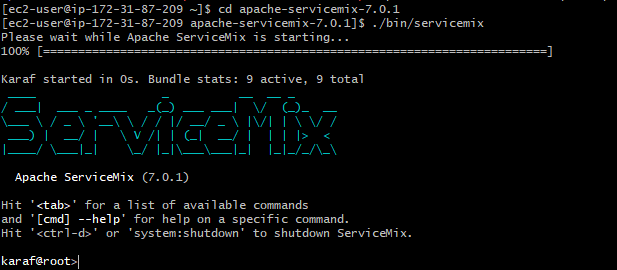 [ec2-user@ip-172-31-87-209 ~]$ cd apache-servicemix-7.0.1
[ec2-user@ip-172-31-87-209 apache-servicemix-7.0.1]$ ./bin/servicemix
Please wait while Apache ServiceMix is starting...
100% [========================================================================]
Karaf started in 0s. Bundle stats: 9 active, 9 total
ServiceMix
Apache ServiceMix (7.0.1)
Hit '<tab>' for a list of available commands
and '[cmd] --help' for help on a specific command.
Hit '<ctrl-d>' or 'system:shutdown' to shutdown ServiceMix.
karaf@root>